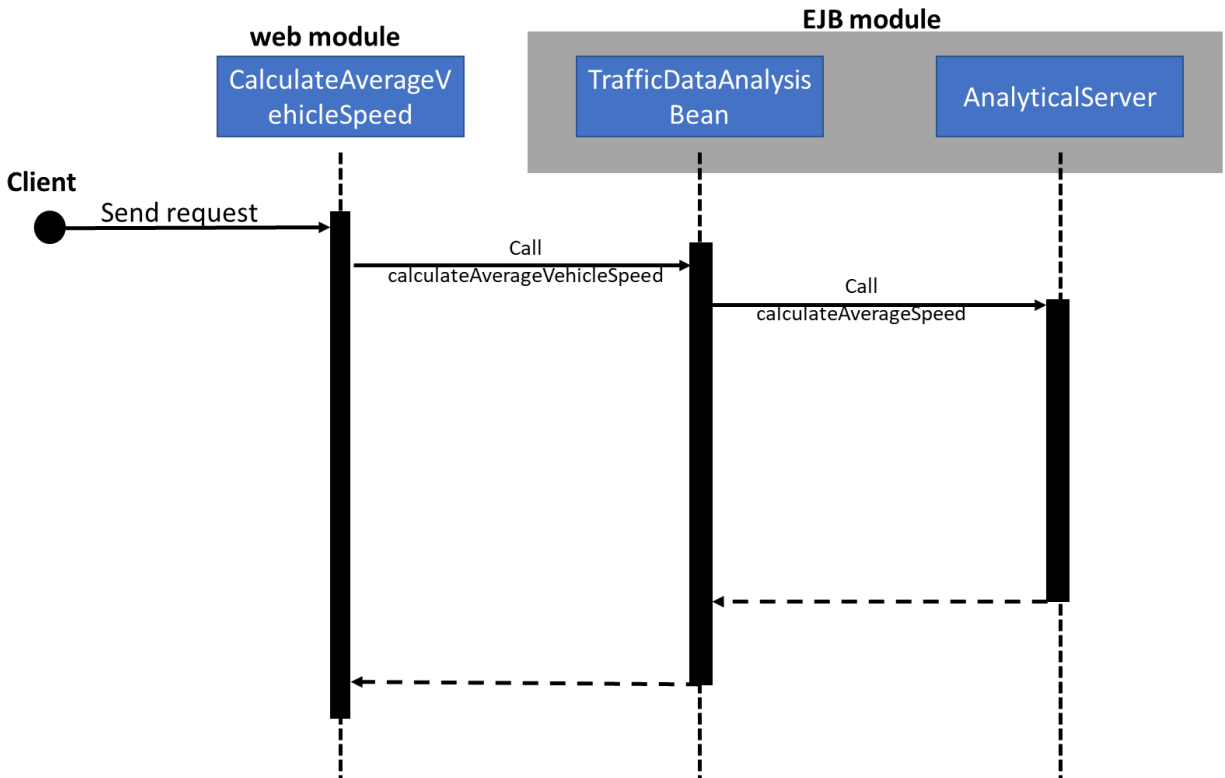 EJB module
web module
CalculateAverageV
ehicleSpeed
TrafficDataAnalysis
Bean
AnalyticalServer
Client
Send request
Call
calculateAverageVehicleSpeed
Call
calculateAverageSpeed